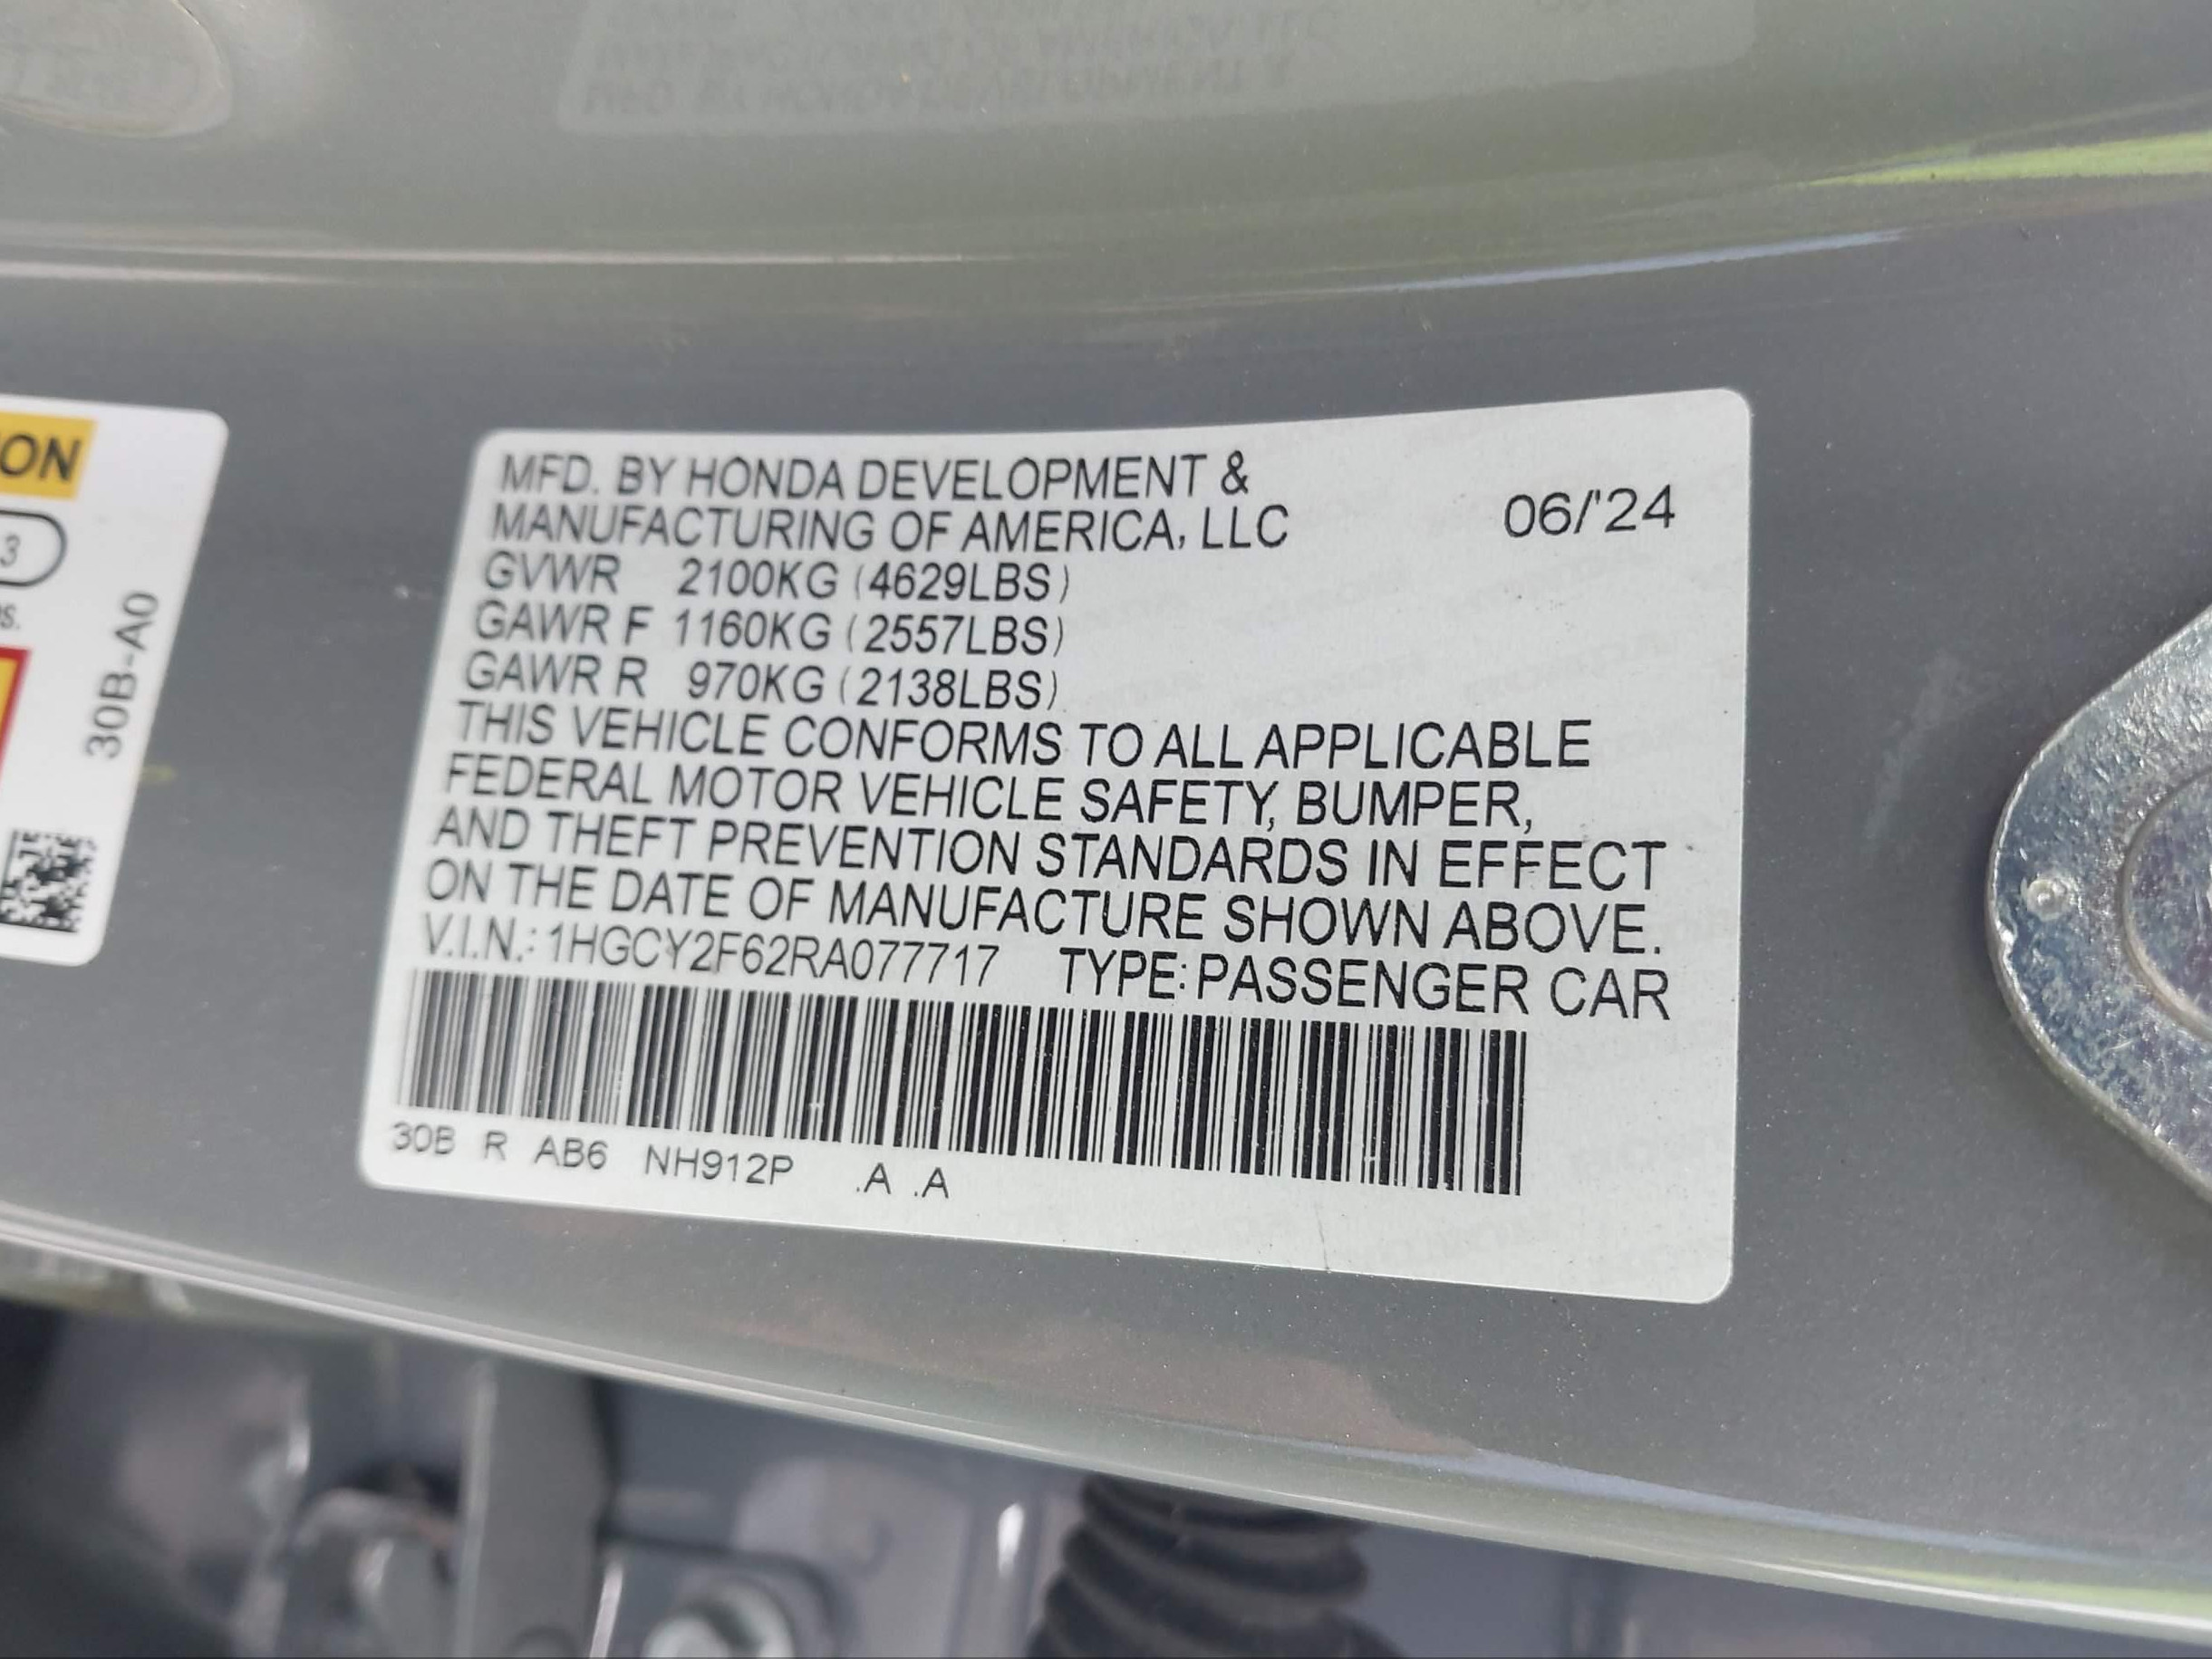 MFD. BY HONDA DEVELOPMENT &
MANUFACTURING OF AMERICA, LLC
06/'24
GVWR 2100KG (4629LBS)
GAWR F 1160KG (2557LBS)
GAWR R 970KG (2138LBS)
THIS VEHICLE CONFORMS TO ALL APPLICABLE
FEDERAL MOTOR VEHICLE SAFETY, BUMPER,
AND THEFT PREVENTION STANDARDS IN EFFECT
ON THE DATE OF MANUFACTURE SHOWN ABOVE.
V.I.N.: 1HGCY2F62RA077717 TYPE: PASSENGER CAR
30B R AB6 NH912P .A .A
ON
3
s.
30B-A0